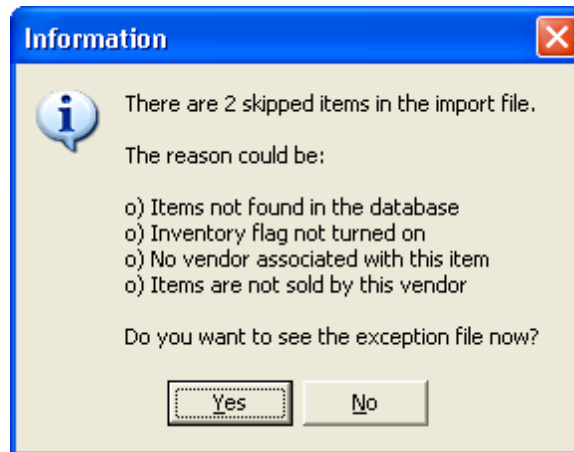 Information
There are 2 skipped items in the import file.
The reason could be:
o) Items not found in the database
o) Inventory flag not turned on
o) No vendor associated with this item
o) Items are not sold by this vendor
Do you want to see the exception file now?
Yes
No